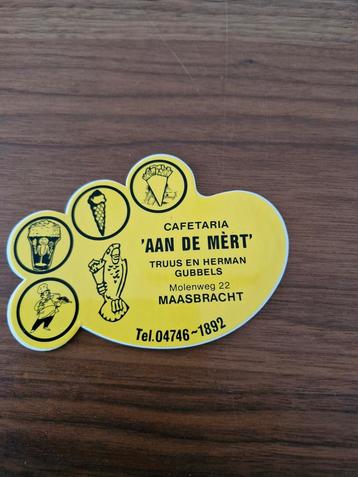 CAFETARIA
'AAN DE MÈRT'
TRUUS EN HERMAN
GUBBELS
Molenweg 22
MAASBRACHT
Tel. 04746~1892